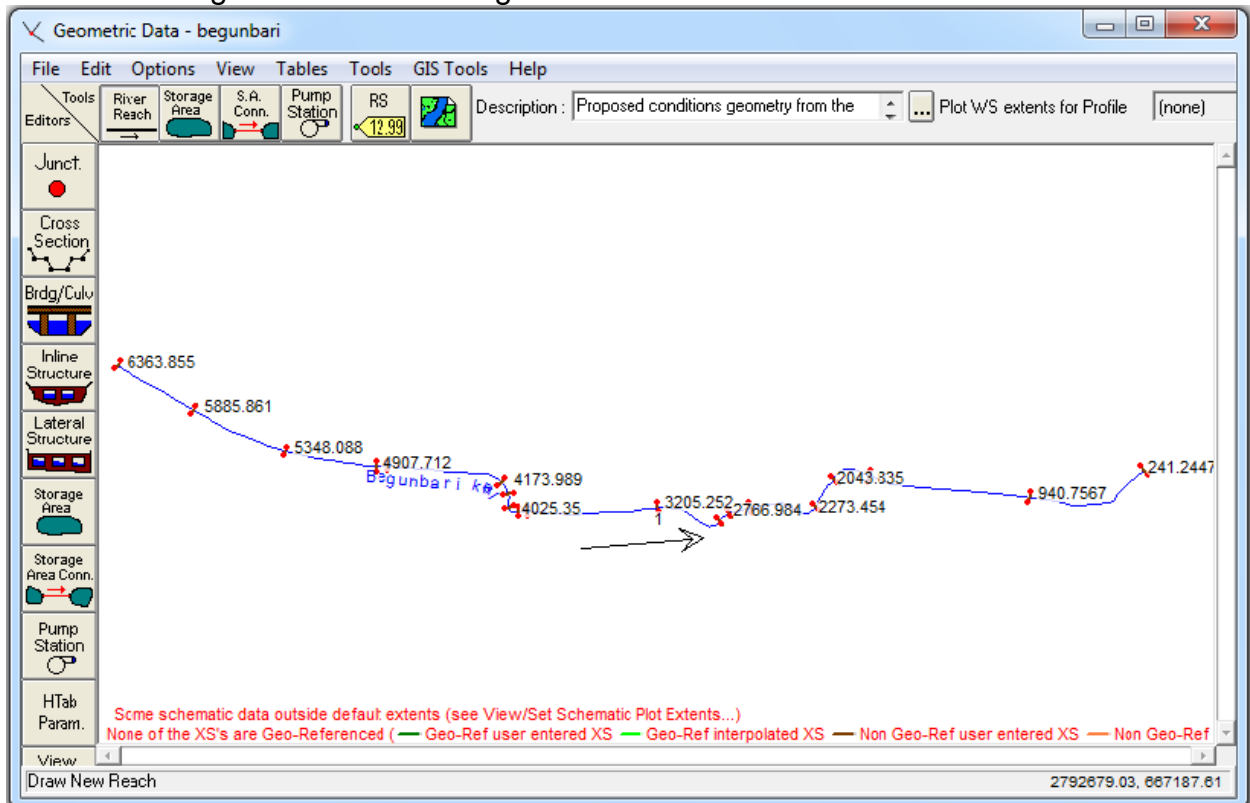 Geometric Data - begunbari
File Edit Options View Tables Tools GIS Tools Help
Tools
Editors
River Reach
Storage Area
S.A. Conn.
Pump Station
RS
12.99
Description : Proposed conditions geometry from the
... Plot WS extents for Profile (none)
Junct.
Cross Section
Brdg/Culv
Inline Structure
Lateral Structure
Storage Area
Storage Area Conn.
Pump Station
HTab Param.
View
6363.855
5885.861
5348.088
4907.712
Begunbari
4173.989
4025.35
3205.252
1
2766.984
2273.454
2043.835
940.7567
241.2447
Some schematic data outside default extents (see View/Set Schematic Plot Extents...)
None of the XS's are Geo-Referenced ( Geo-Ref user entered XS Geo-Ref interpolated XS Non Geo-Ref user entered XS Non Geo-Ref
Draw New Reach
2792679.03, 667187.61